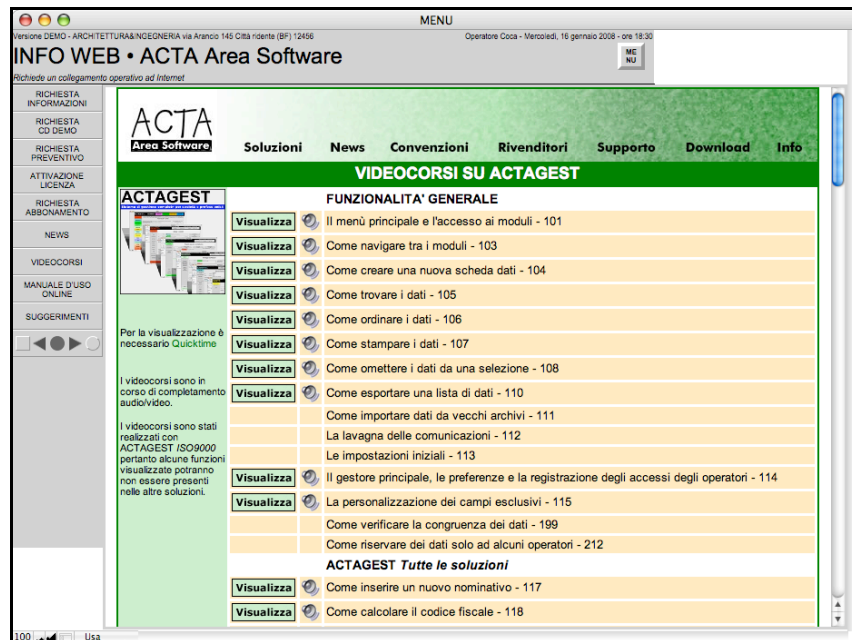 MENU
Versione DEMO - ARCHITETTURA&INGEGNERIA via Arancio 145 Città ridente (BF) 12456
Operatore Coca - Mercoledì, 16 gennaio 2008 - ore 18:30
INFO WEB • ACTA Area Software
ME
NU
Richiede un collegamento operativo ad Internet
RICHIESTA
INFORMAZIONI
RICHIESTA
CD DEMO
RICHIESTA
PREVENTIVO
ATTIVAZIONE
LICENZA
RICHIESTA
ABBONAMENTO
NEWS
VIDEOCORSI
MANUALE D'USO
ONLINE
SUGGERIMENTI
ACTA
Area Software
Soluzioni News Convenzioni Rivenditori Supporto Download Info
VIDEOCORSI SU ACTAGEST
ACTAGEST
Per la visualizzazione è
necessario Quicktime
I videocorsi sono in
corso di completamento
audio/video.
I videocorsi sono stati
realizzati con
ACTAGEST ISO9000
pertanto alcune funzioni
visualizzate potranno
non essere presenti
nelle altre soluzioni.
FUNZIONALITA' GENERALE
Visualizza Il menù principale e l'accesso ai moduli - 101
Visualizza Come navigare tra i moduli - 103
Visualizza Come creare una nuova scheda dati - 104
Visualizza Come trovare i dati - 105
Visualizza Come ordinare i dati - 106
Visualizza Come stampare i dati - 107
Visualizza Come omettere i dati da una selezione - 108
Visualizza Come esportare una lista di dati - 110
Come importare dati da vecchi archivi - 111
La lavagna delle comunicazioni - 112
Le impostazioni iniziali - 113
Visualizza Il gestore principale, le preferenze e la registrazione degli accessi degli operatori - 114
Visualizza La personalizzazione dei campi esclusivi - 115
Come verificare la congruenza dei dati - 199
Come riservare dei dati solo ad alcuni operatori - 212
ACTAGEST Tutte le soluzioni
Visualizza Come inserire un nuovo nominativo - 117
Visualizza Come calcolare il codice fiscale - 118
100 Usa